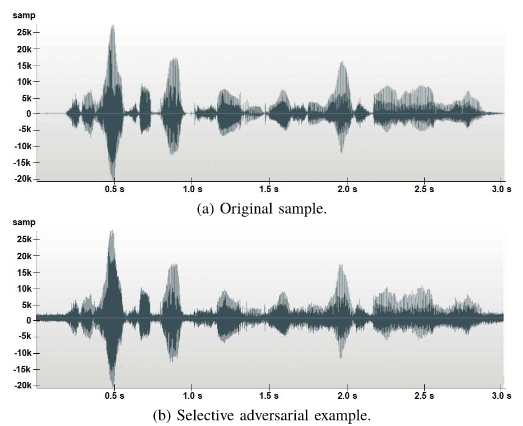 samp
25k
20k
15k
10k
5k
0
-5k
-10k
-15k
-20k
0.5 s 1.0 s 1.5 s 2.0 s 2.5 s 3.0 s
(a) Original sample.
samp
25k
20k
15k
10k
5k
0
-5k
-10k
-15k
-20k
0.5 s 1.0 s 1.5 s 2.0 s 2.5 s 3.0 s
(b) Selective adversarial example.